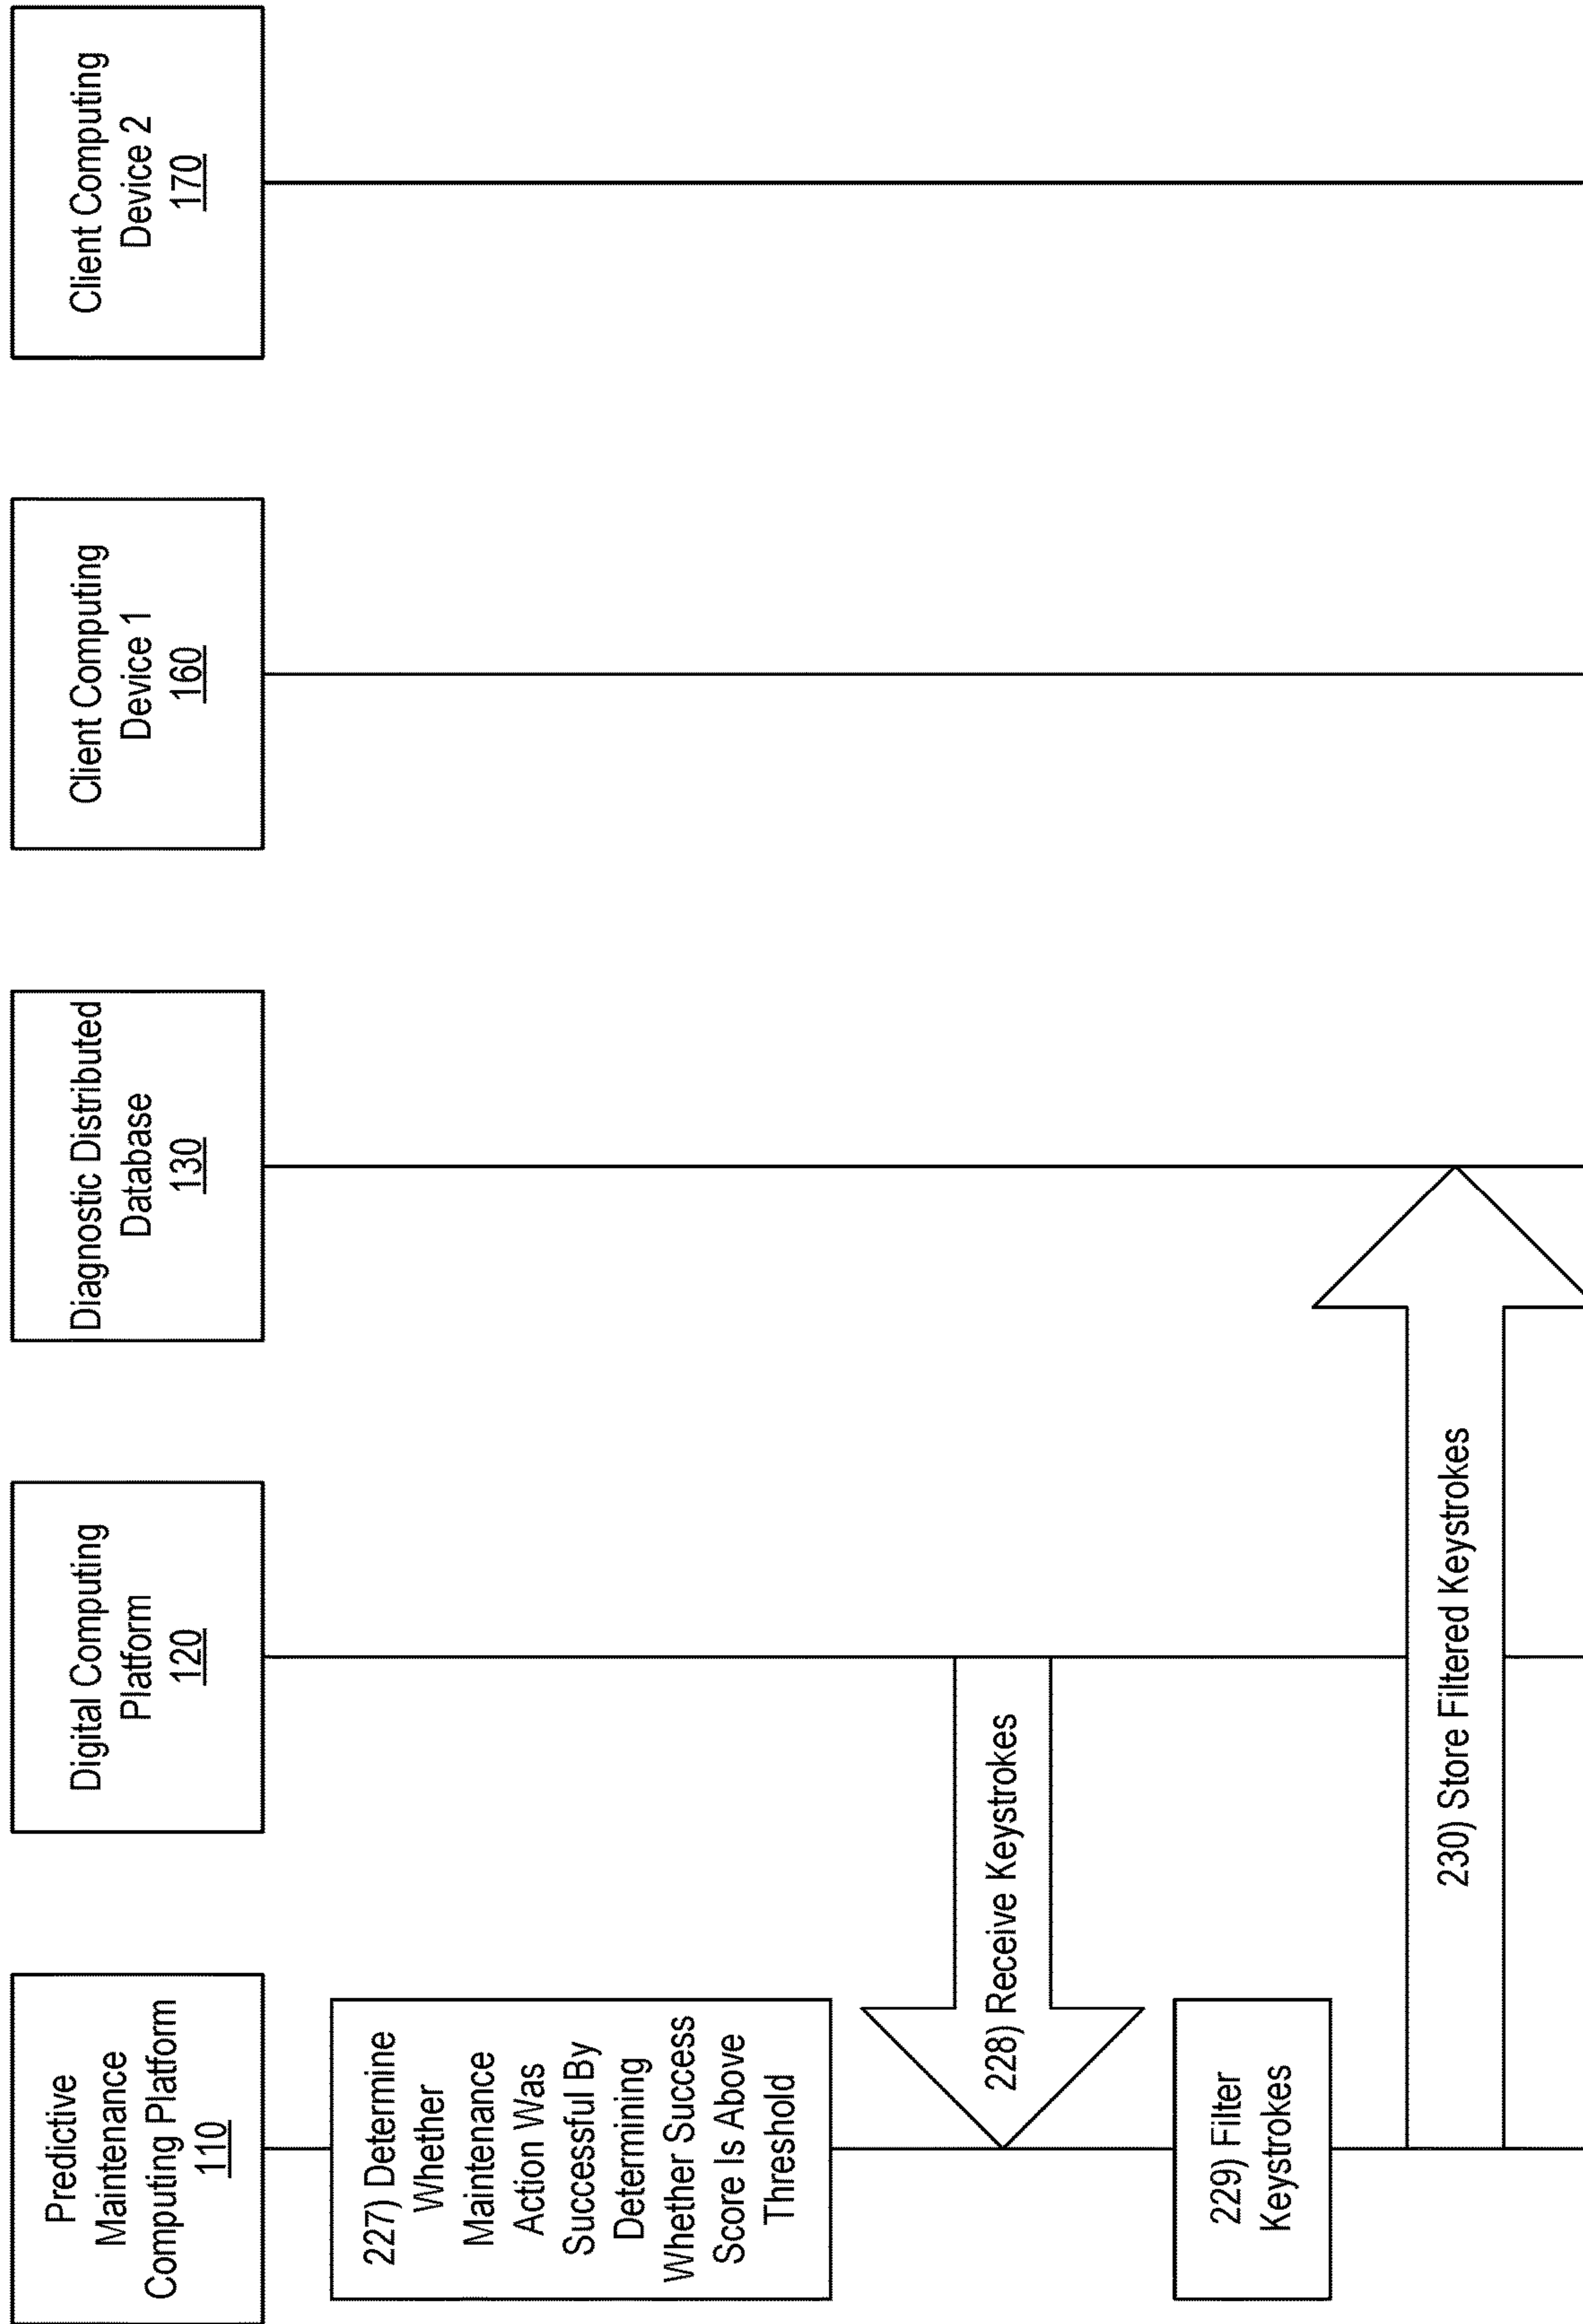 Predictive
Maintenance
Computing Platform
110
Digital Computing
Platform
120
Diagnostic Distributed
Database
130
Client Computing
Device 1
160
Client Computing
Device 2
170
227) Determine
Whether
Maintenance
Action Was
Successful By
Determining
Whether Success
Score Is Above
Threshold
228) Receive Keystrokes
229) Filter
Keystrokes
230) Store Filtered Keystrokes